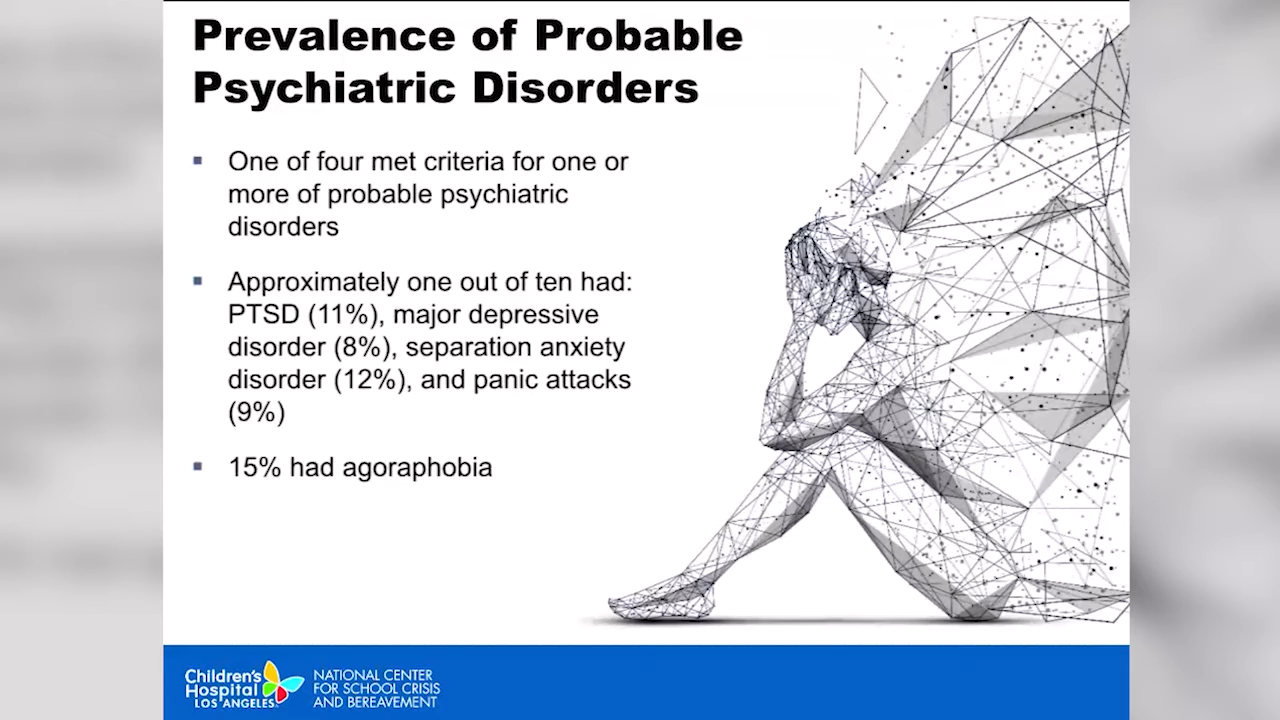 Prevalence of Probable
Psychiatric Disorders
▪ One of four met criteria for one or
more of probable psychiatric
disorders
▪ Approximately one out of ten had:
PTSD (11%), major depressive
disorder (8%), separation anxiety
disorder (12%), and panic attacks
(9%)
▪ 15% had agoraphobia
Children's
Hospital
LOS ANGELES
NATIONAL CENTER
FOR SCHOOL CRISIS
AND BEREAVEMENT